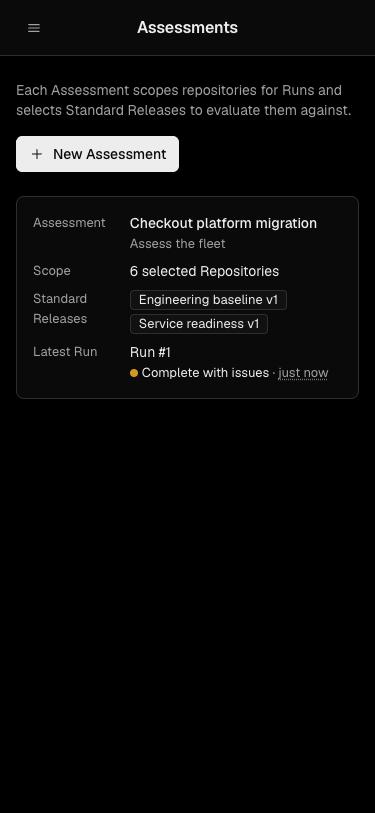 Assessments
Each Assessment scopes repositories for Runs and
selects Standard Releases to evaluate them against.
New Assessment
Assessment
Checkout platform migration
Assess the fleet
Scope
6 selected Repositories
Standard Releases
Engineering baseline v1
Service readiness v1
Latest Run
Run #1
Complete with issues · just now